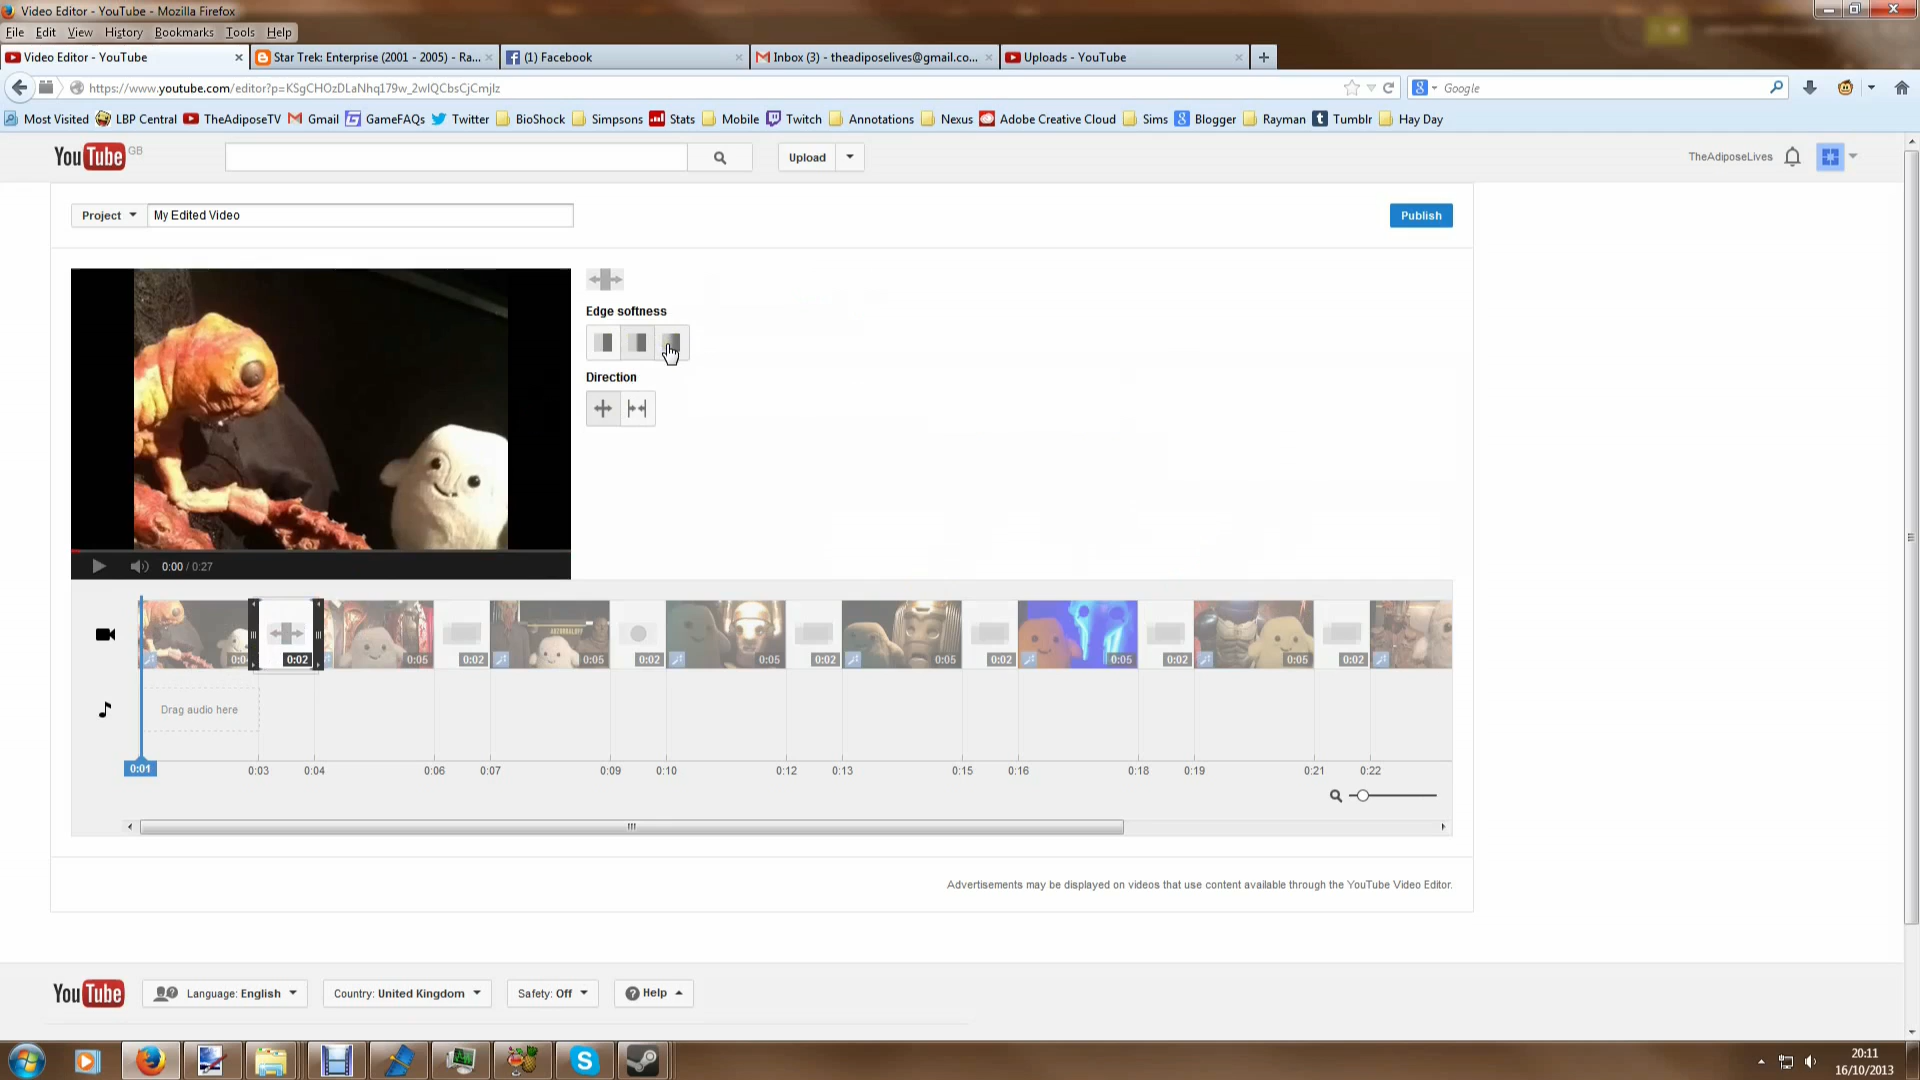 Video Editor - YouTube - Mozilla Firefox
File Edit View History Bookmarks Tools Help
Video Editor - YouTube
Star Trek: Enterprise (2001 - 2005) - Ra...
(1) Facebook
Inbox (3) - theadiposelives@gmail.co...
Uploads - YouTube
https://www.youtube.com/editor?p=KSgCHOzDLaNhq179w_2wIQCbsCjCmjIz
Google
Most Visited LBP Central TheAdiposeTV Gmail GameFAQs Twitter BioShock Simpsons Stats Mobile Twitch Annotations Nexus Adobe Creative Cloud Sims Blogger Rayman Tumblr Hay Day
YouTube GB
Upload
TheAdiposeLives
Project
My Edited Video
Publish
Edge softness
Direction
0:00 / 0:27
0:02 0:05 0:02 0:05 0:02 0:05 0:02 0:05 0:02 0:05 0:02 0:05 0:02
Drag audio here
0:01 0:03 0:04 0:06 0:07 0:09 0:10 0:12 0:13 0:15 0:16 0:18 0:19 0:21 0:22
Advertisements may be displayed on videos that use content available through the YouTube Video Editor.
YouTube
Language: English
Country: United Kingdom
Safety: Off
Help
20:11
16/10/2013